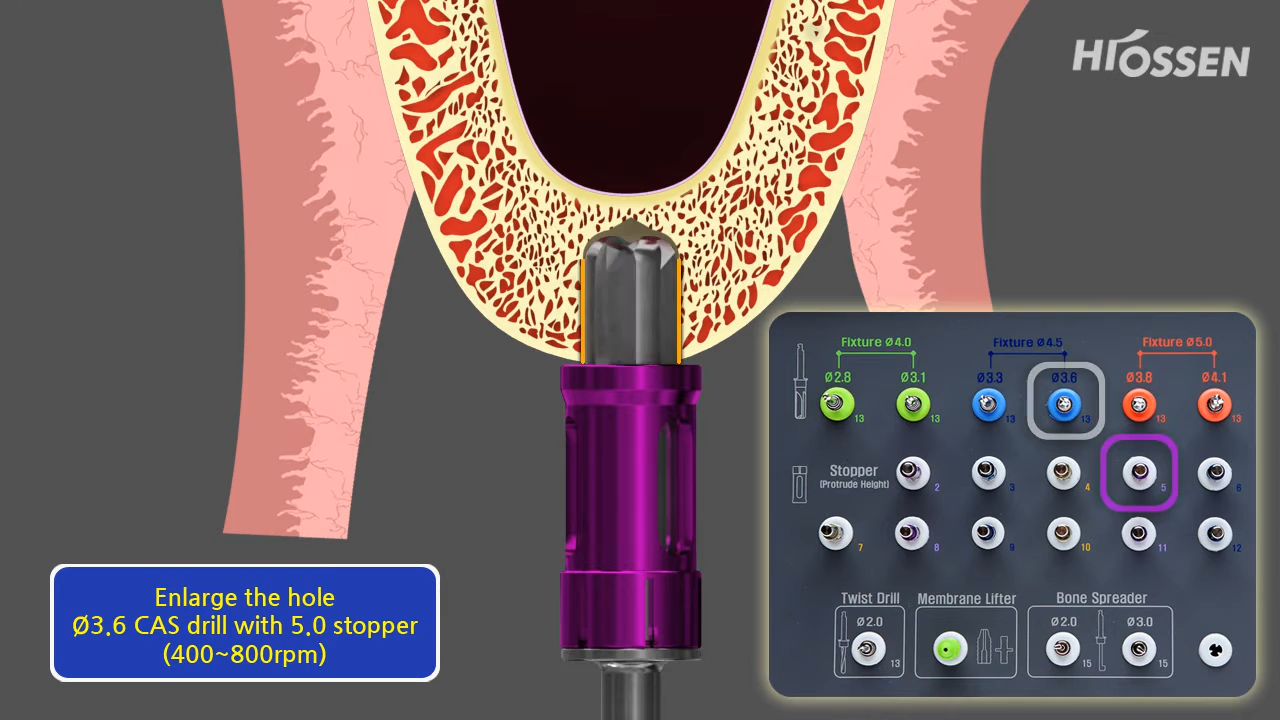 HIOSSEN
Fixture Ø4.0 Fixture Ø4.5 Fixture Ø5.0
Ø2.8 Ø3.1 Ø3.3 Ø3.6 Ø3.8 Ø4.1
13 13 13 13 13 13
Stopper
(Protrude Height)
2 3 4 5 6
7 8 9 10 11 12
Twist Drill Membrane Lifter Bone Spreader
Ø2.0 Ø2.0 Ø3.0
13 15 15
Enlarge the hole
Ø3.6 CAS drill with 5.0 stopper
(400~800rpm)